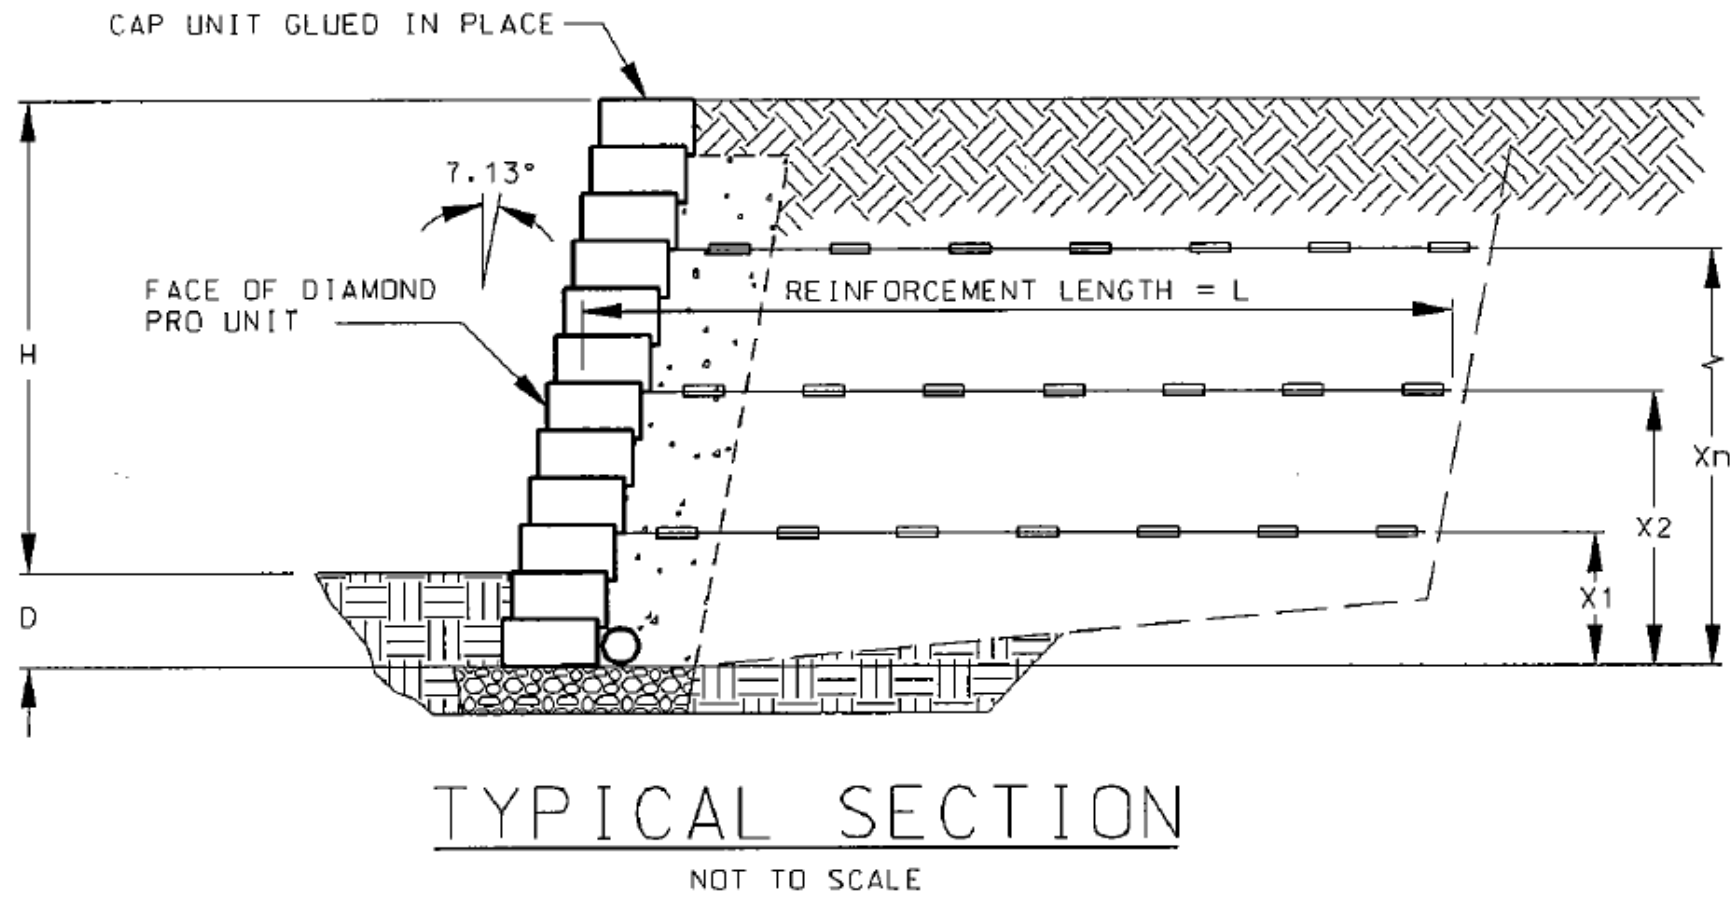 CAP UNIT GLUED IN PLACE
7.13°
FACE OF DIAMOND
PRO UNIT
REINFORCEMENT LENGTH = L
H
Xn
X2
X1
D
TYPICAL SECTION
NOT TO SCALE